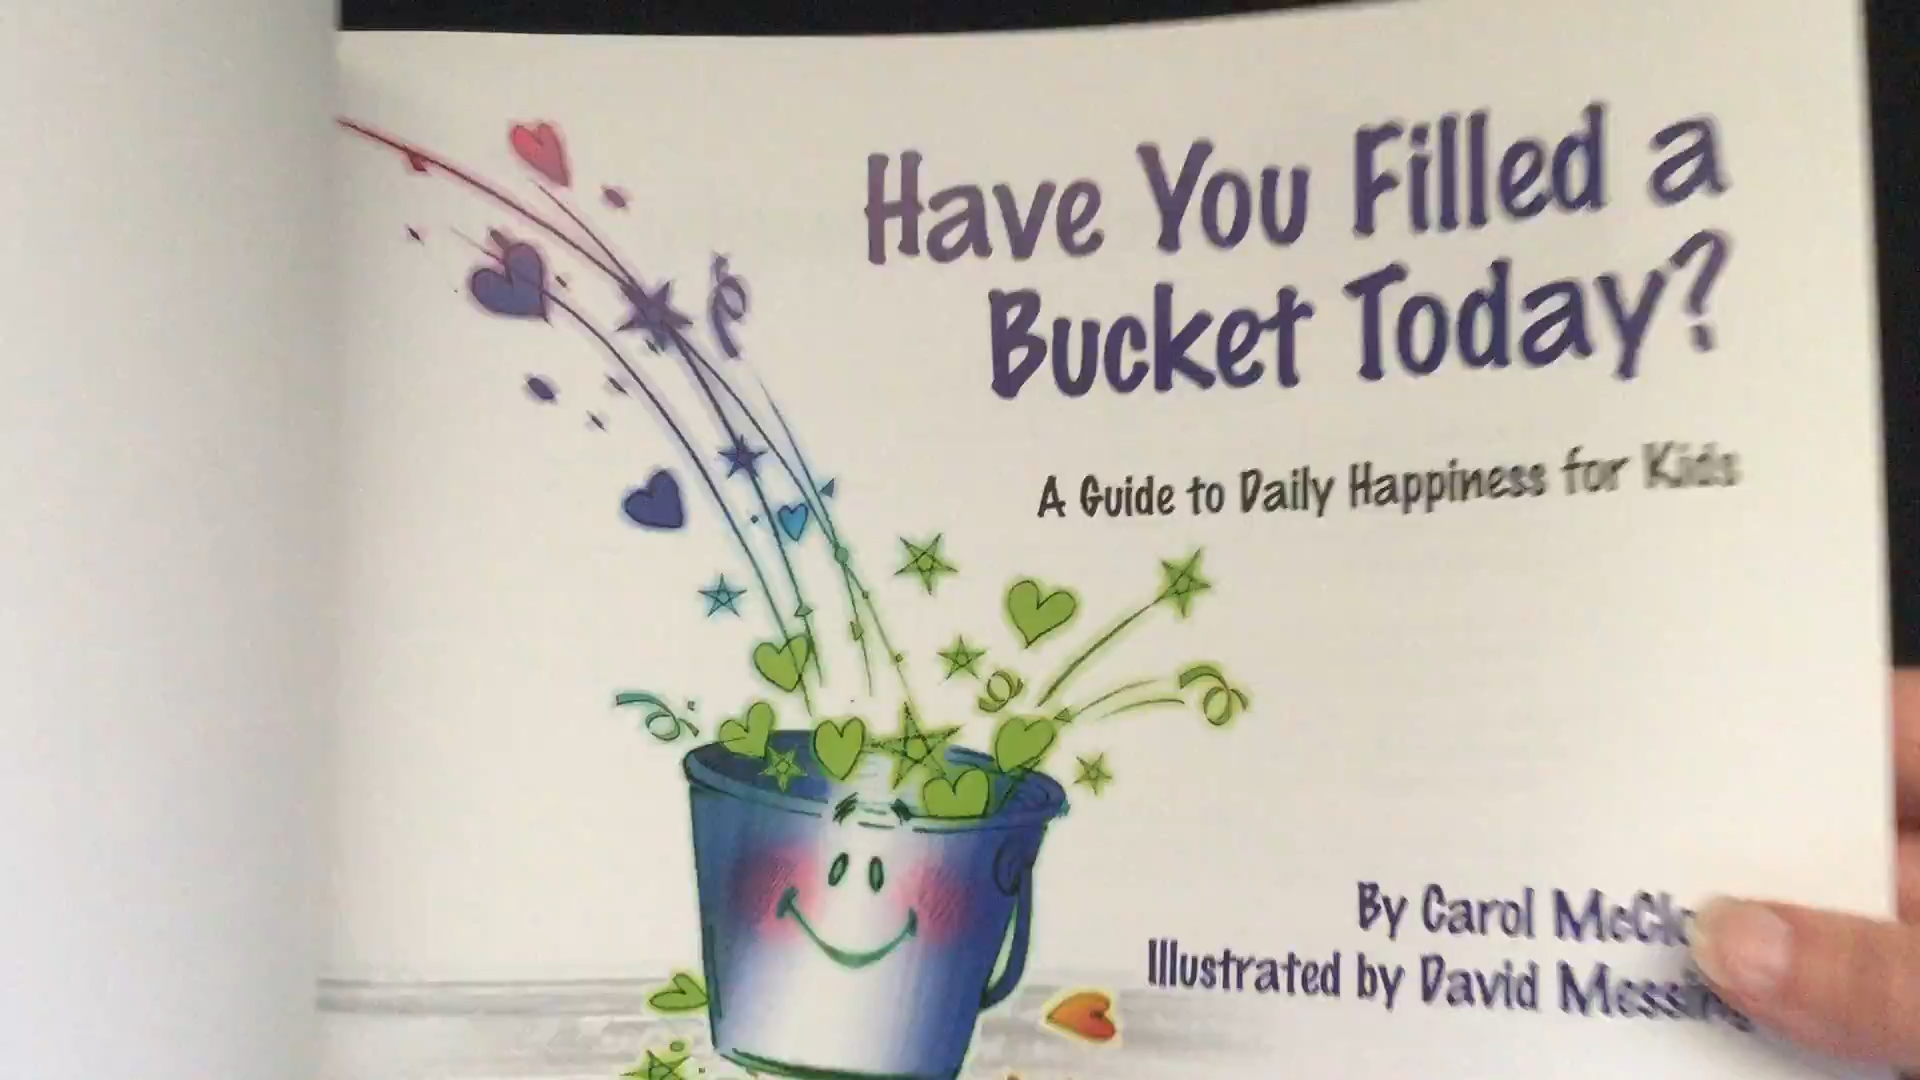 Have You Filled a
Bucket Today?
A Guide to Daily Happiness for Kids
By Carol
Illustrated by David